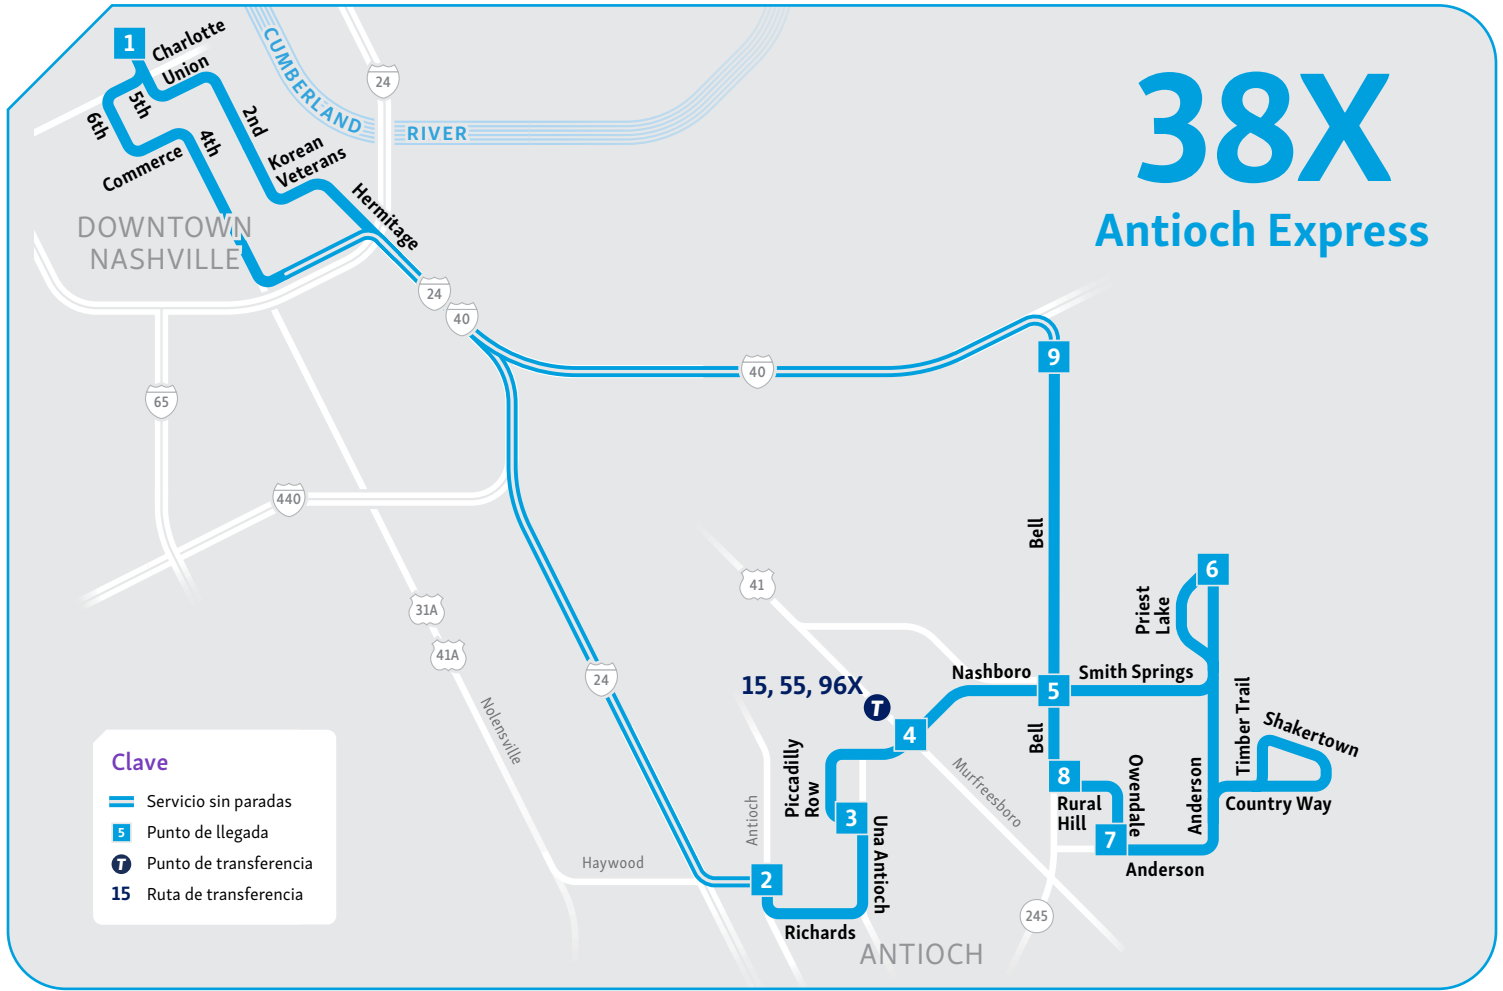 1
Charlotte
Union
5th
6th
2nd
4th
Commerce
Korean
Veterans
Hermitage
DOWNTOWN
NASHVILLE
CUMBERLAND
RIVER
24
38X
Antioch Express
24
40
40
9
65
440
31A
41A
Nolensville
24
41
Bell
6
Priest
Lake
15, 55, 96X
T
Nashboro
5
Smith Springs
4
Bell
Timber Trail
Shakertown
Piccadilly
Row
Murfreesboro
8
Rural
Hill
Owendale
Anderson
Country Way
Antioch
3
Una Antioch
7
Anderson
Haywood
2
Richards
245
ANTIOCH
Clave
Servicio sin paradas
5 Punto de llegada
T Punto de transferencia
15 Ruta de transferencia